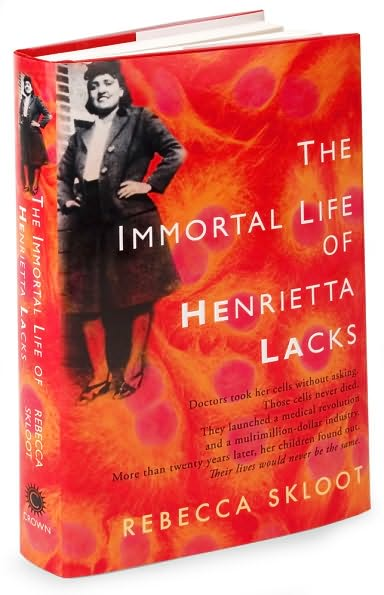 THE
IMMORTAL LIFE
OF
HENRIETTA
LACKS
Doctors took her cells without asking.
Those cells never died.
They launched a medical revolution
and a multimillion-dollar industry.
More than twenty years later, her children found out.
Their lives would never be the same.
REBECCA SKLOOT
THE IMMORTAL LIFE OF
HENRIETTA LACKS
REBECCA
SKLOOT
CROWN